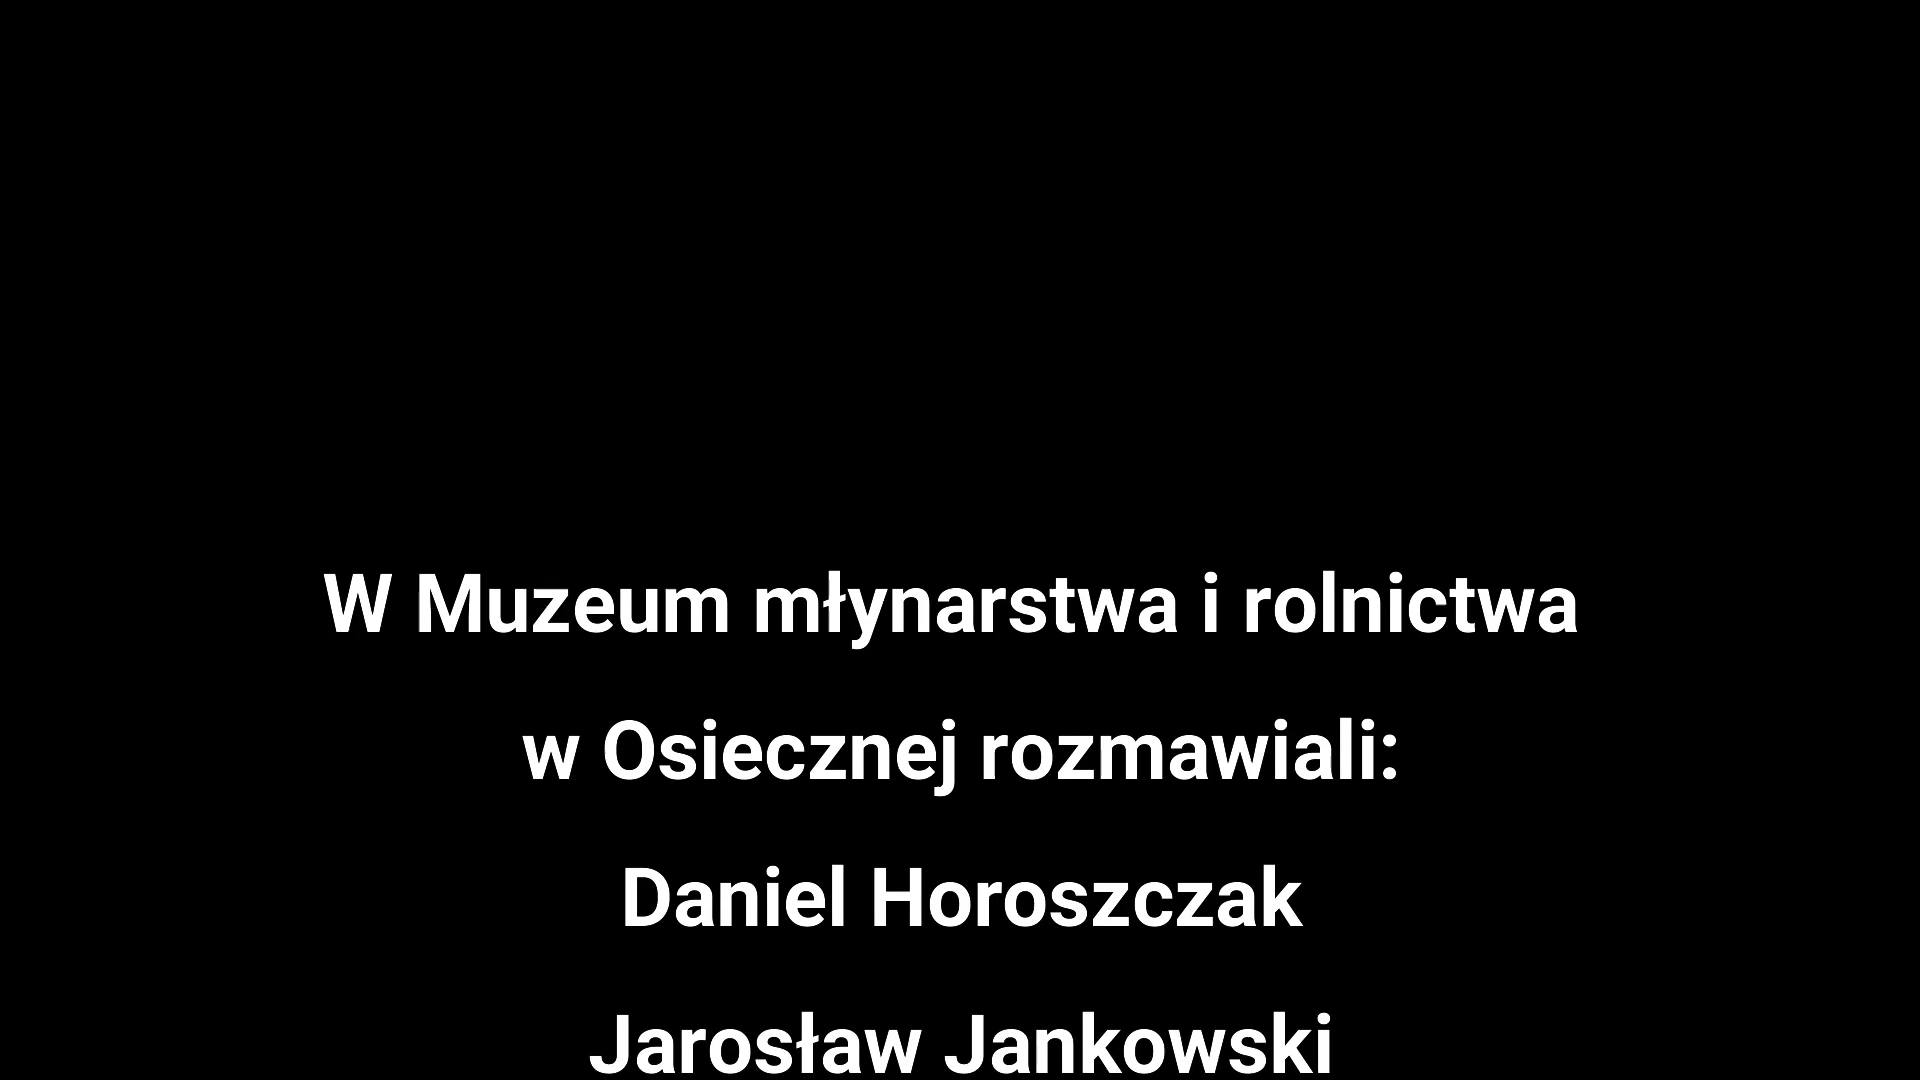 W Muzeum młynarstwa i rolnictwa
w Osiecznej rozmawiali:
Daniel Horoszczak
Jarosław Jankowski